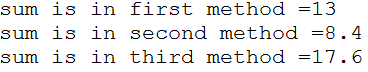 sum is in first method =13
sum is in second method =8.4
sum is in third method =17.6